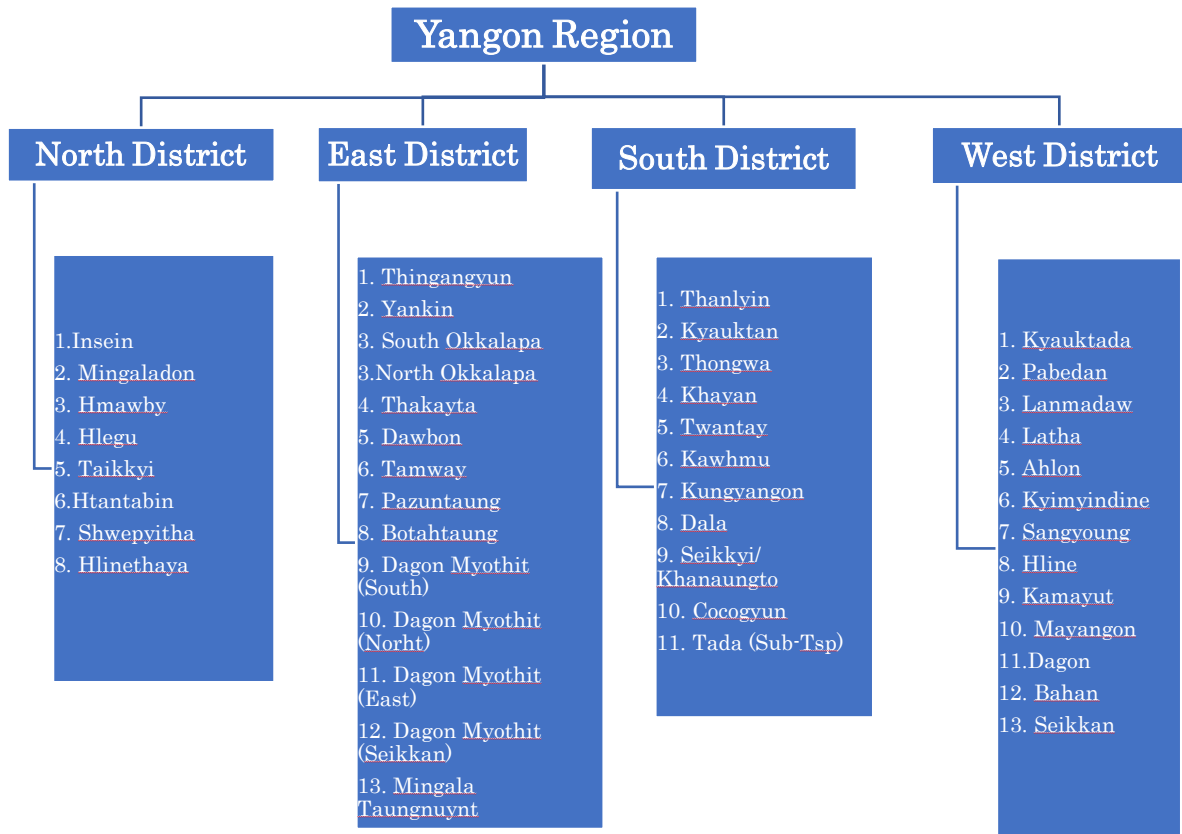 Yangon Region
North District
East District
South District
West District
1.Insein
2. Mingaladon
3. Hmawby
4. Hlegu
5. Taikkyi
6.Htantabin
7. Shwepyitha
8. Hlinethaya
1. Thingangyun
2. Yankin
3. South Okkalapa
3.North Okkalapa
4. Thakayta
5. Dawbon
6. Tamway
7. Pazuntaung
8. Botahtaung
9. Dagon Myothit
(South)
10. Dagon Myothit
(Norht)
11. Dagon Myothit
(East)
12. Dagon Myothit
(Seikkan)
13. Mingala
Taungnuynt
1. Thanlyin
2. Kyauktan
3. Thongwa
4. Khayan
5. Twantay
6. Kawhmu
7. Kungyangon
8. Dala
9. Seikkyi/
Khanaungto
10. Cocogyun
11. Tada (Sub-Tsp)
1. Kyauktada
2. Pabedan
3. Lanmadaw
4. Latha
5. Ahlon
6. Kyimyindine
7. Sangyoung
8. Hline
9. Kamayut
10. Mayangon
11.Dagon
12. Bahan
13. Seikkan